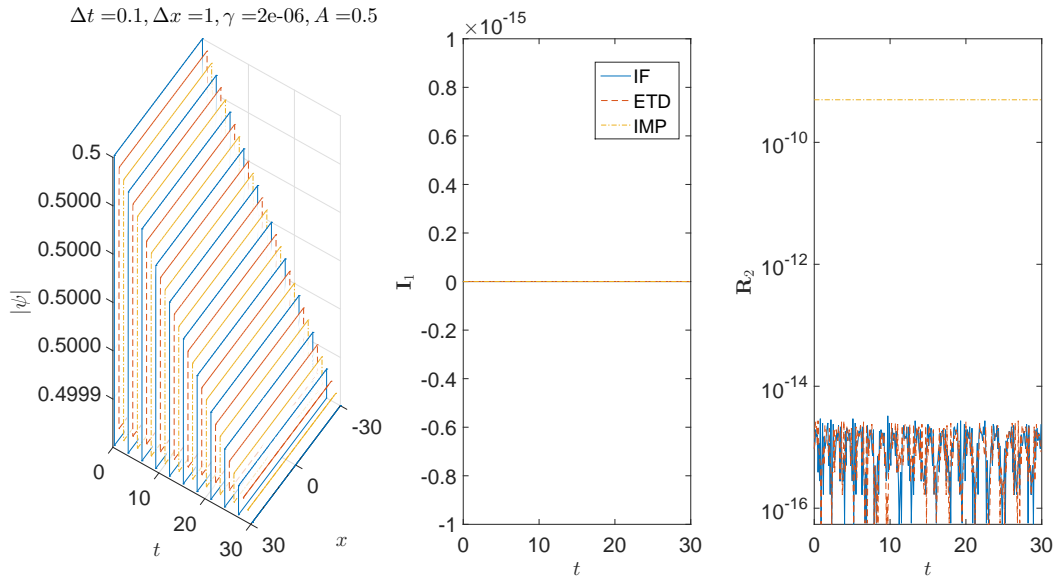 Δt =0.1, Δx =1, γ =2e-06, A =0.5
|ψ|
0.5
0.5000
0.5000
0.5000
0.5000
0.4999
0
10
20
30
t
30
0
-30
x
×10^-15
1
0.8
0.6
0.4
0.2
0
-0.2
-0.4
-0.6
-0.8
-1
I_1
IF
ETD
IMP
0 10 20 30
t
R_2
10^-10
10^-12
10^-14
10^-16
0 10 20 30
t